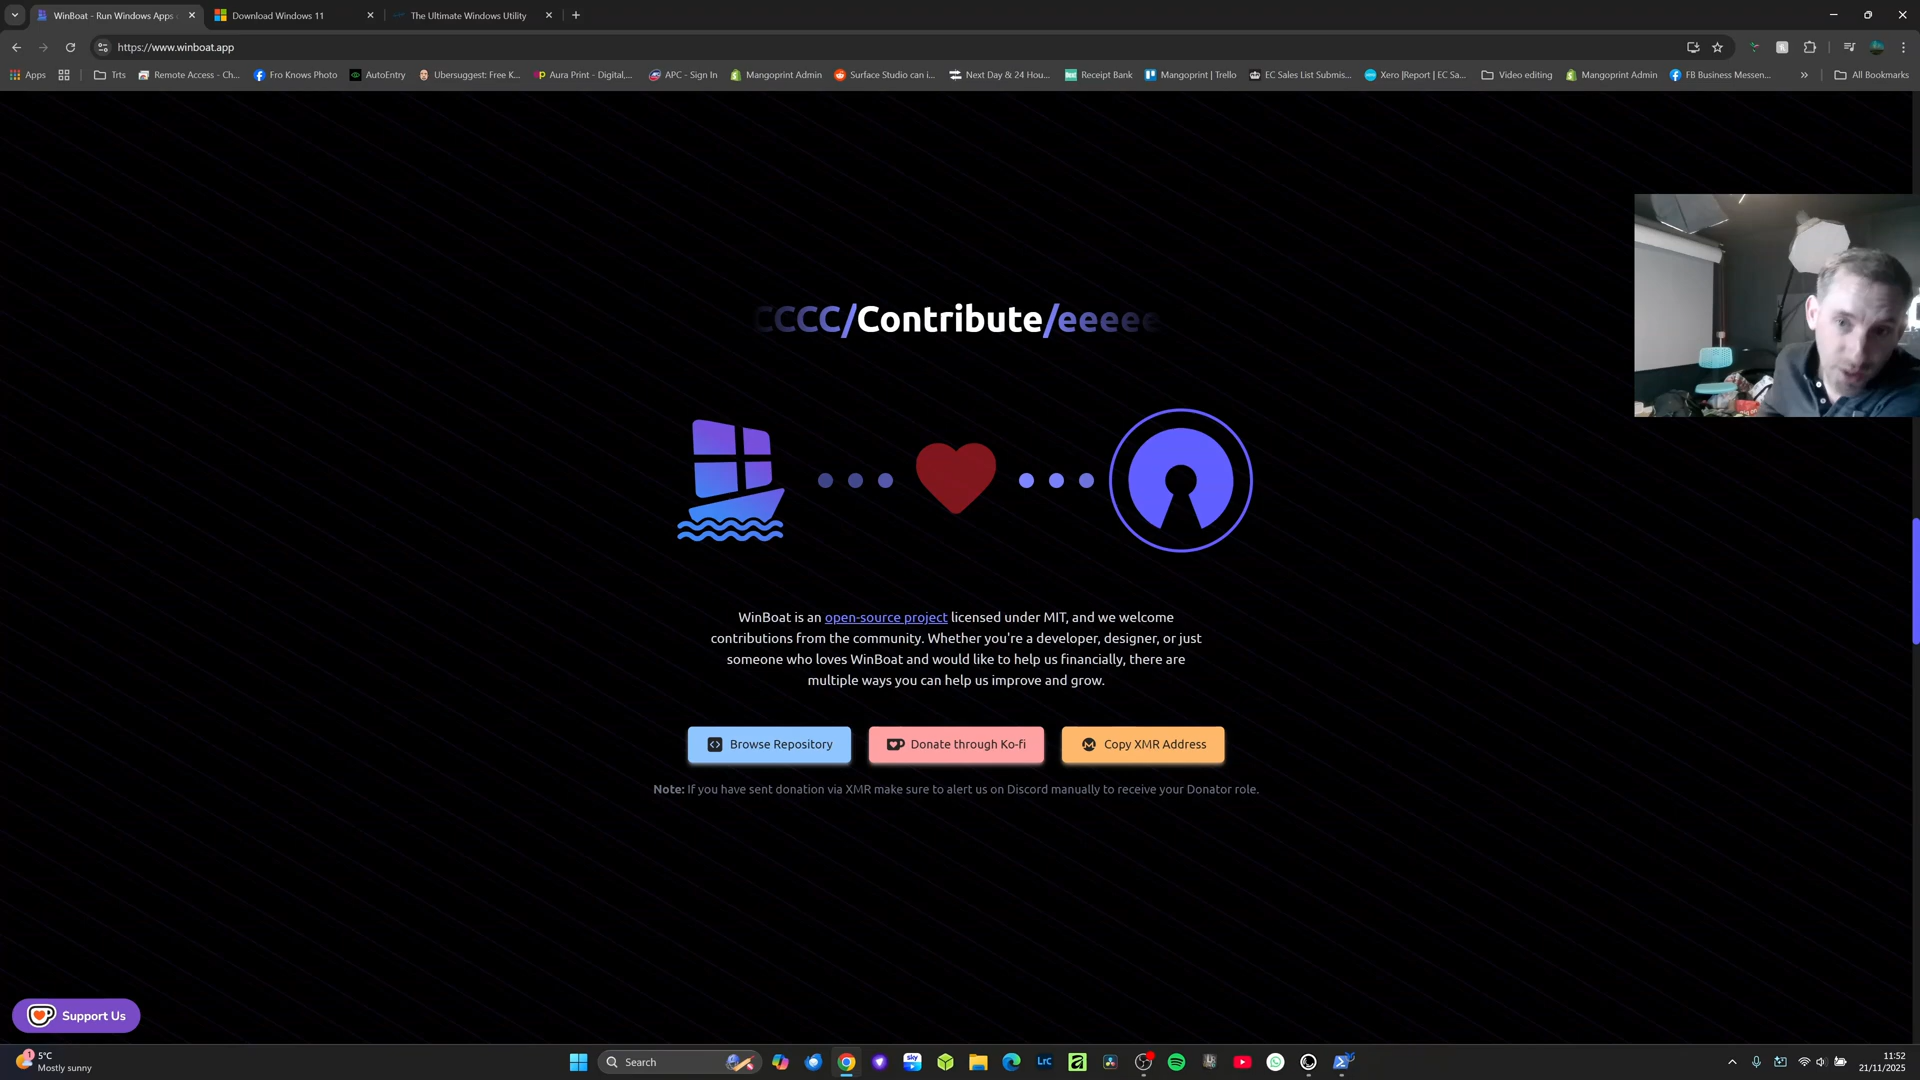 WinBoat - Run Windows Apps
Download Windows 11
The Ultimate Windows Utility
https://www.winboat.app
Apps
Trts
Remote Access - Ch...
Fro Knows Photo
AutoEntry
Ubersuggest: Free K...
Aura Print - Digital,...
APC - Sign In
Mangoprint Admin
Surface Studio can i...
Next Day & 24 Hou...
Receipt Bank
Mangoprint | Trello
EC Sales List Submis...
Xero |Report | EC Sa...
Video editing
Mangoprint Admin
FB Business Messen...
All Bookmarks
CCCC/Contribute/eeeee
WinBoat is an open-source project licensed under MIT, and we welcome
contributions from the community. Whether you're a developer, designer, or just
someone who loves WinBoat and would like to help us financially, there are
multiple ways you can help us improve and grow.
Browse Repository
Donate through Ko-fi
Copy XMR Address
Note: If you have sent donation via XMR make sure to alert us on Discord manually to receive your Donator role.
Support Us
1
5°C
Mostly sunny
Search
sky
LrC
11:52
21/11/2025